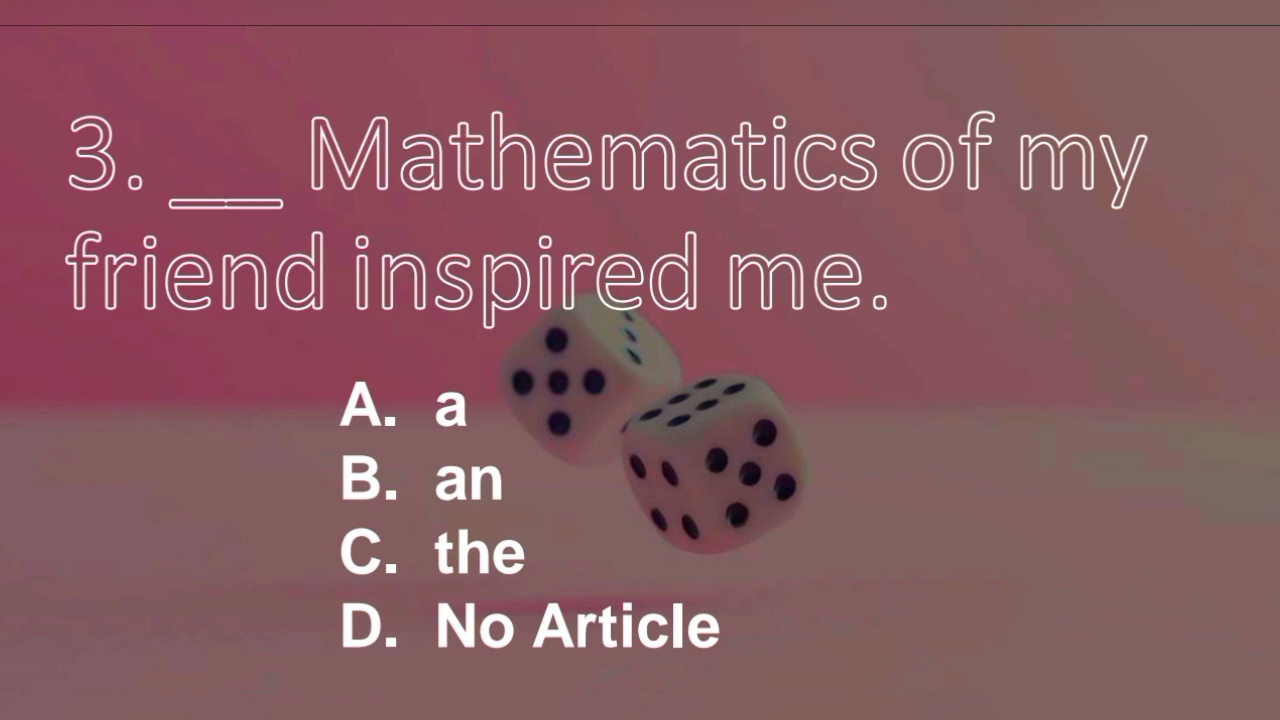 3. __ Mathematics of my
friend inspired me.
A. a
B. an
C. the
D. No Article